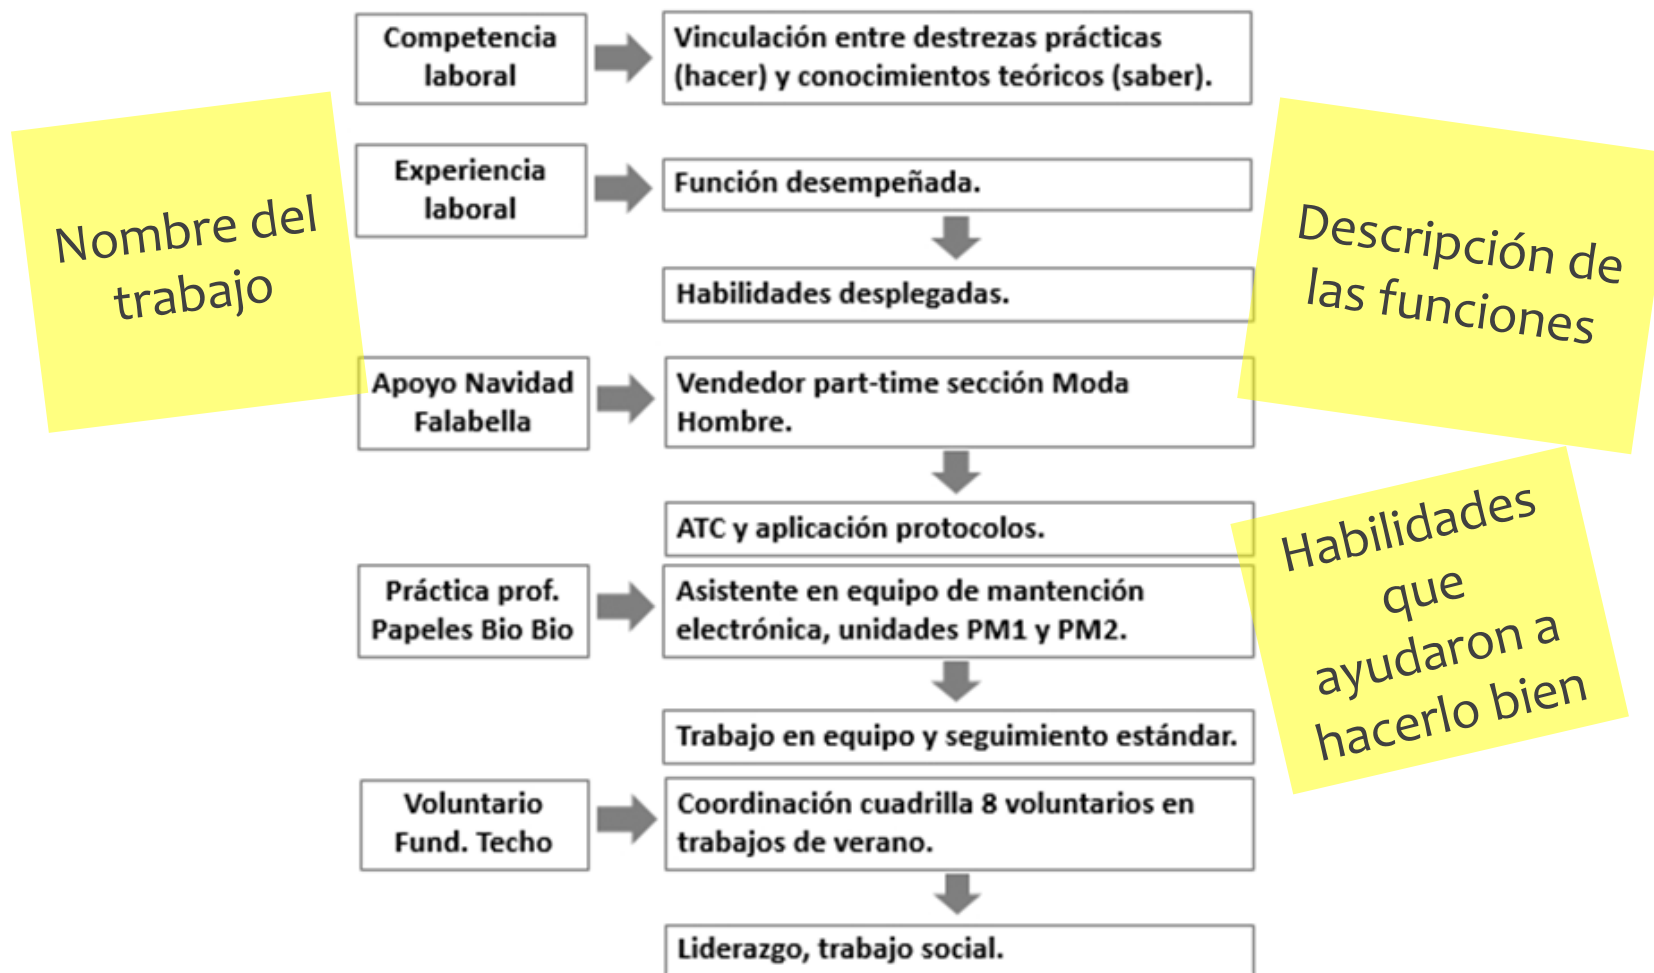 Competencia
laboral
Vinculación entre destrezas prácticas
(hacer) y conocimientos teóricos (saber).
Experiencia
laboral
Función desempeñada.
Habilidades desplegadas.
Nombre del
trabajo
Descripción de
las funciones
Apoyo Navidad
Falabella
Vendedor part-time sección Moda
Hombre.
ATC y aplicación protocolos.
Habilidades
que
ayudaron a
hacerlo bien
Práctica prof.
Papeles Bio Bio
Asistente en equipo de mantención
electrónica, unidades PM1 y PM2.
Trabajo en equipo y seguimiento estándar.
Voluntario
Fund. Techo
Coordinación cuadrilla 8 voluntarios en
trabajos de verano.
Liderazgo, trabajo social.